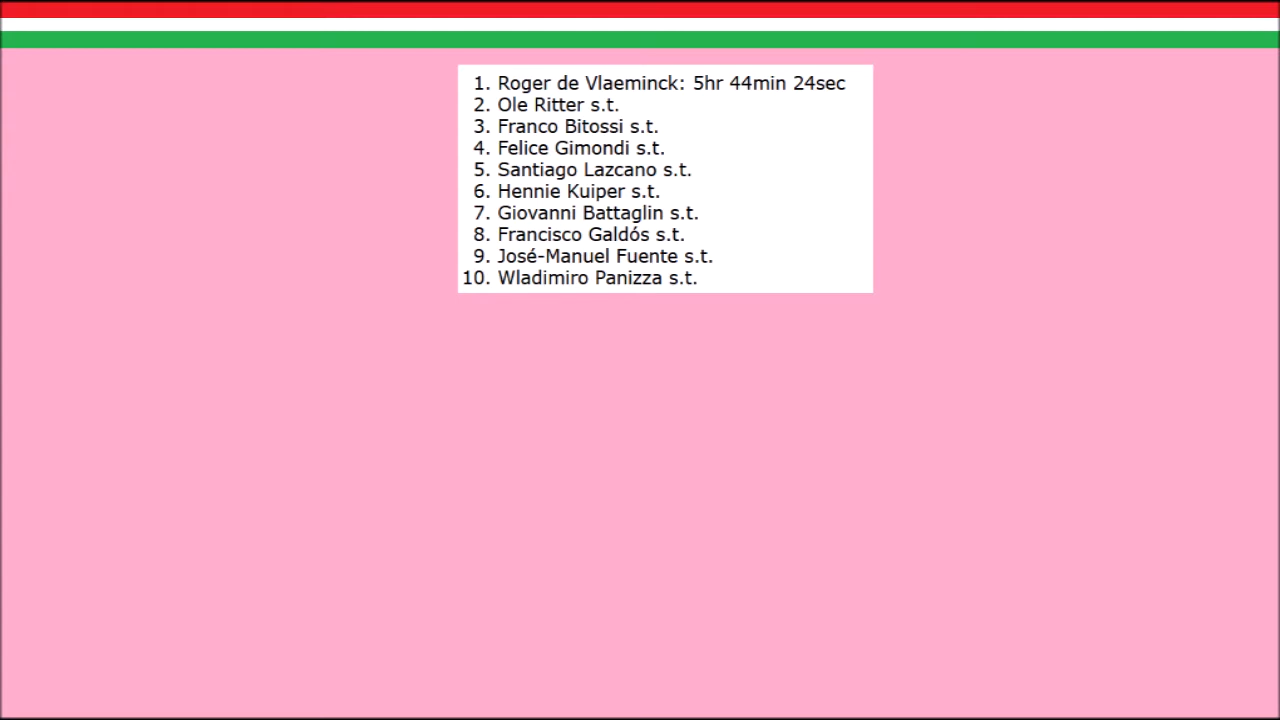 1. Roger de Vlaeminck: 5hr 44min 24sec
2. Ole Ritter s.t.
3. Franco Bitossi s.t.
4. Felice Gimondi s.t.
5. Santiago Lazcano s.t.
6. Hennie Kuiper s.t.
7. Giovanni Battaglin s.t.
8. Francisco Galdós s.t.
9. José-Manuel Fuente s.t.
10. Wladimiro Panizza s.t.